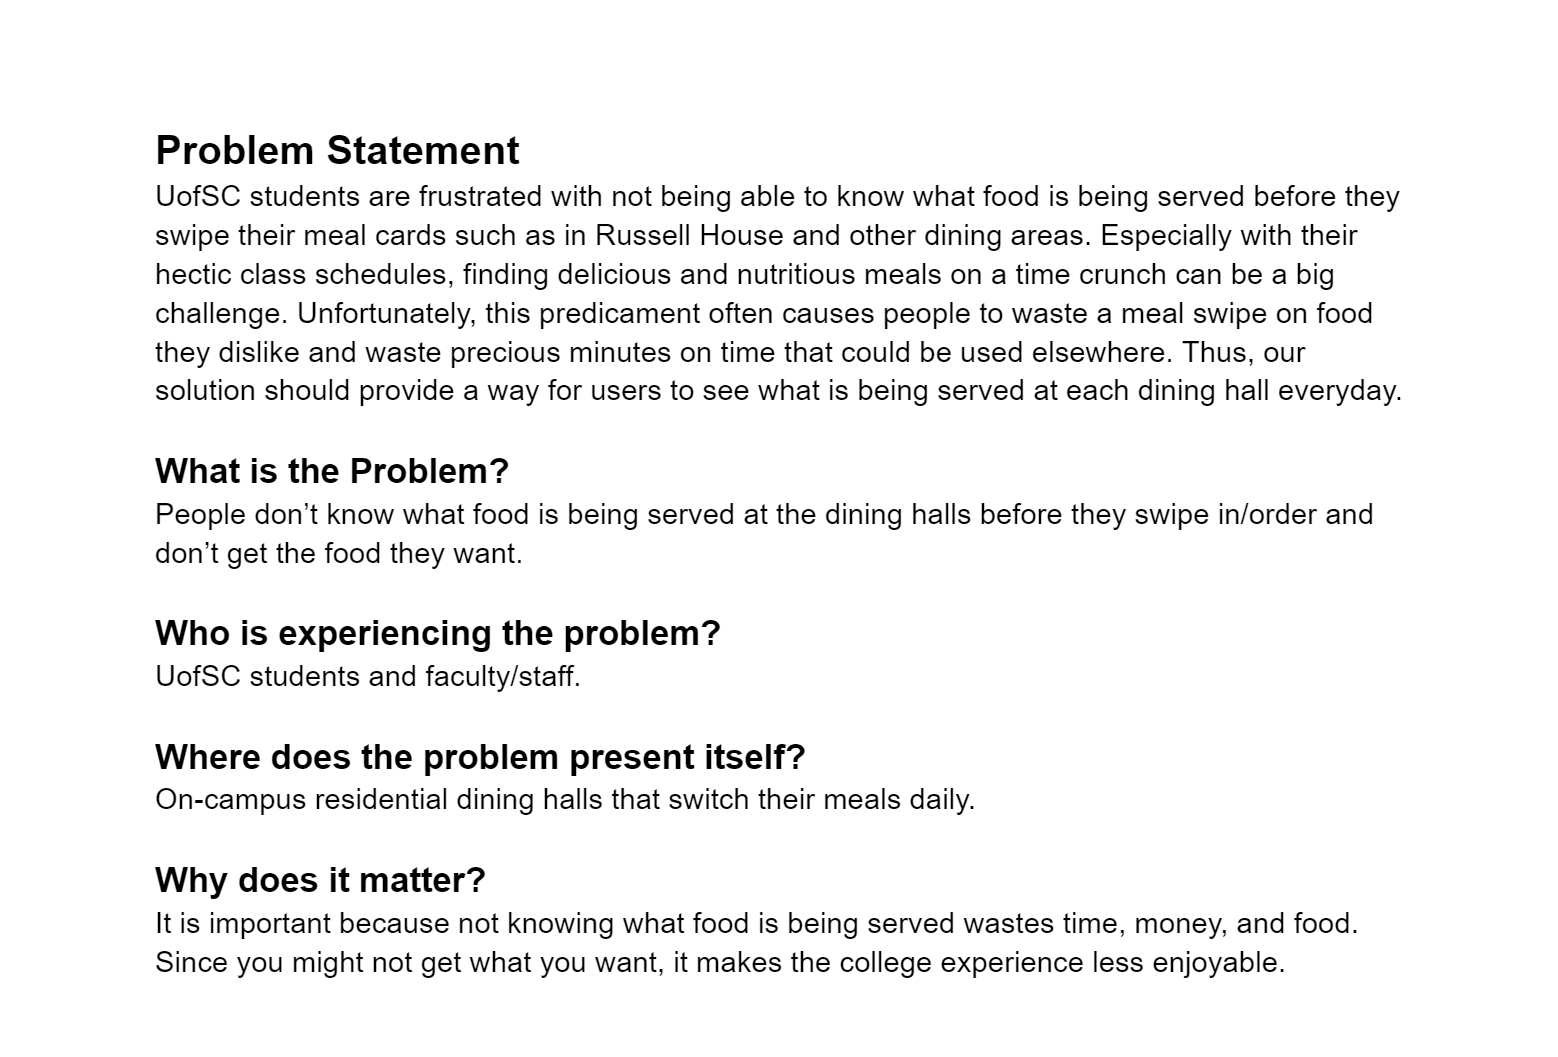 Problem Statement
UofSC students are frustrated with not being able to know what food is being served before they
swipe their meal cards such as in Russell House and other dining areas. Especially with their
hectic class schedules, finding delicious and nutritious meals on a time crunch can be a big
challenge. Unfortunately, this predicament often causes people to waste a meal swipe on food
they dislike and waste precious minutes on time that could be used elsewhere. Thus, our
solution should provide a way for users to see what is being served at each dining hall everyday.
What is the Problem?
People don’t know what food is being served at the dining halls before they swipe in/order and
don’t get the food they want.
Who is experiencing the problem?
UofSC students and faculty/staff.
Where does the problem present itself?
On-campus residential dining halls that switch their meals daily.
Why does it matter?
It is important because not knowing what food is being served wastes time, money, and food.
Since you might not get what you want, it makes the college experience less enjoyable.